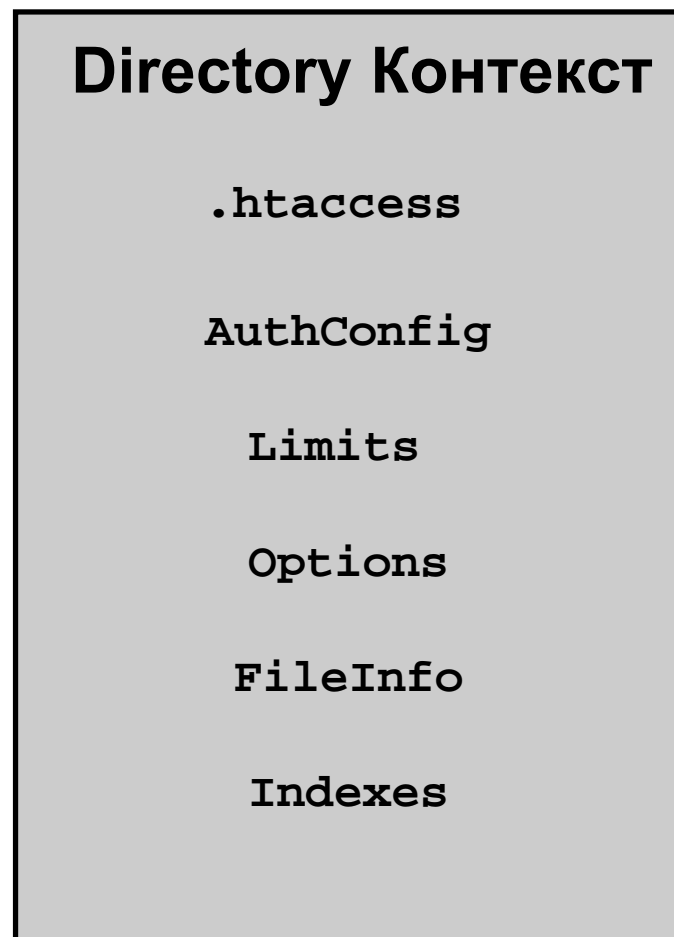 Directory Контекст
.htaccess
AuthConfig
Limits
Options
FileInfo
Indexes